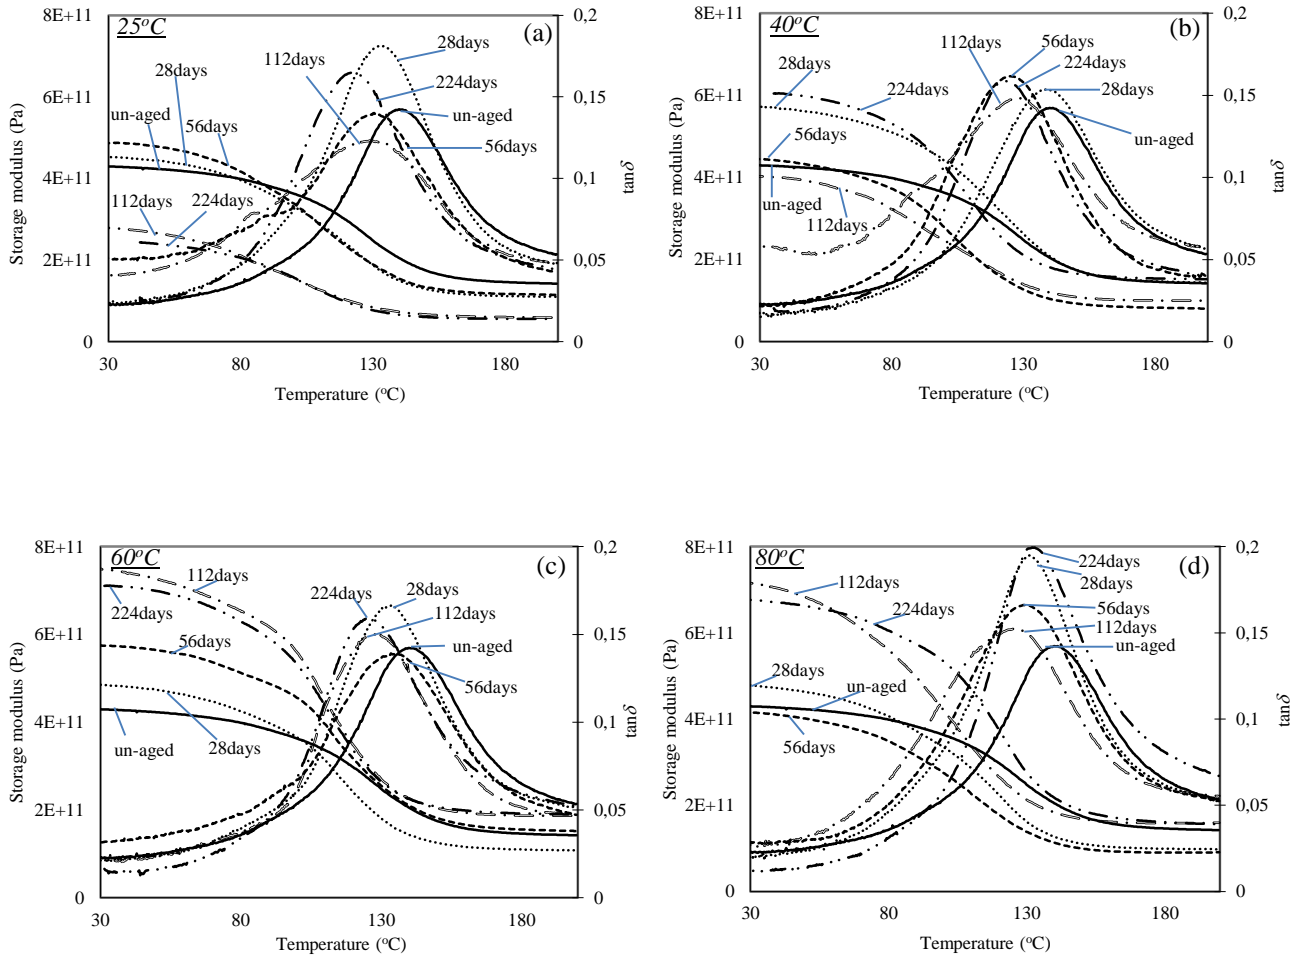 25°C
(a)
8E+11
6E+11
4E+11
2E+11
0
0,2
0,15
0,1
0,05
0
30
80
130
180
Storage modulus (Pa)
tanδ
Temperature (°C)
28days
112days
28days
224days
un-aged
un-aged
56days
56days
112days
224days
40°C
(b)
8E+11
6E+11
4E+11
2E+11
0
0,2
0,15
0,1
0,05
0
30
80
130
180
Storage modulus (Pa)
tanδ
Temperature (°C)
112days
56days
28days
224days
224days
28days
56days
un-aged
un-aged
112days
60°C
(c)
8E+11
6E+11
4E+11
2E+11
0
0,2
0,15
0,1
0,05
0
30
80
130
180
Storage modulus (Pa)
tanδ
Temperature (°C)
112days
224days
28days
224days
112days
56days
un-aged
56days
un-aged
28days
80°C
(d)
8E+11
6E+11
4E+11
2E+11
0
0,2
0,15
0,1
0,05
0
30
80
130
180
Storage modulus (Pa)
tanδ
Temperature (°C)
224days
112days
28days
224days
56days
112days
un-aged
28days
un-aged
56days